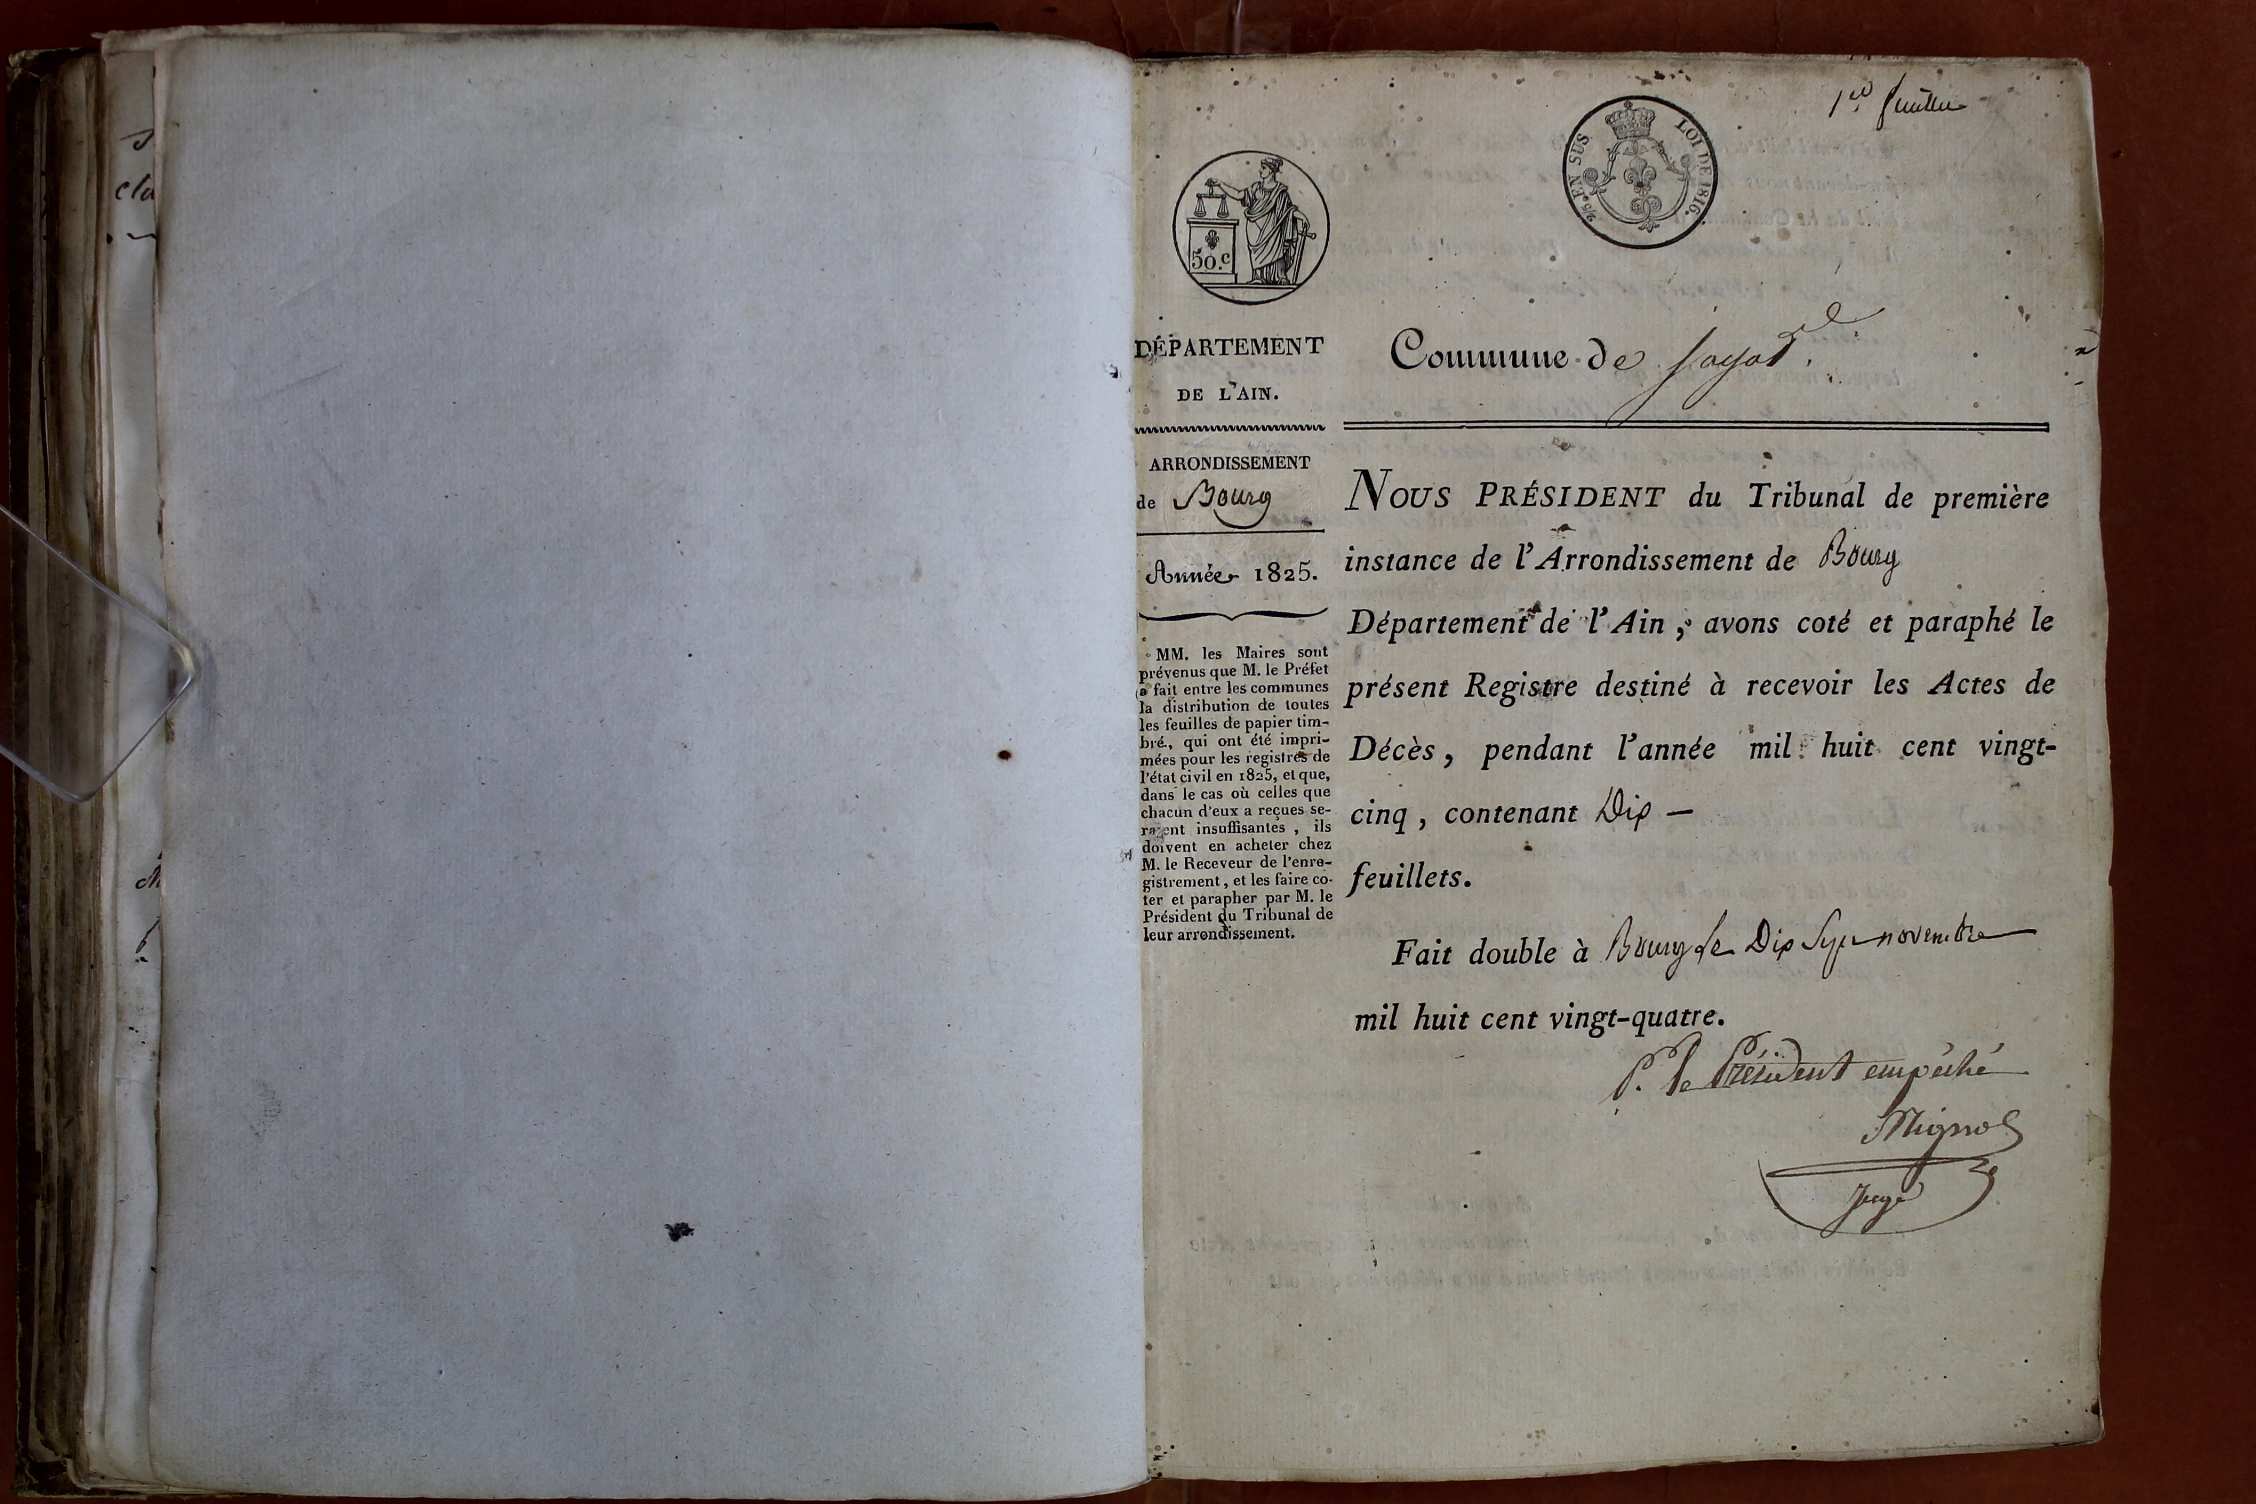 1er feuillet
2/5.e EN SUS LOI DE 1816.
50.c
DÉPARTEMENT
DE L'AIN.
ARRONDISSEMENT
de Bourg
Année 1825.
MM. les Maires sont
prévenus que M. le Préfet
a fait entre les communes
la distribution de toutes
les feuilles de papier tim-
bré, qui ont été impri-
mées pour les registres de
l'état civil en 1825, et que,
dans le cas où celles que
chacun d'eux a reçues se-
raient insuffisantes, ils
doivent en acheter chez
M. le Receveur de l'enre-
gistrement, et les faire co-
ter et parapher par M. le
Président du Tribunal de
leur arrondissement.
Commune de Jayat.
NOUS PRÉSIDENT du Tribunal de première
instance de l'Arrondissement de Bourg
Département de l'Ain, avons coté et paraphé le
présent Registre destiné à recevoir les Actes de
Décès, pendant l'année mil huit cent vingt-
cinq, contenant Dix —
feuillets.
Fait double à Bourg le Dix Sept novembre
mil huit cent vingt-quatre.
P. le Président empêché
Juge